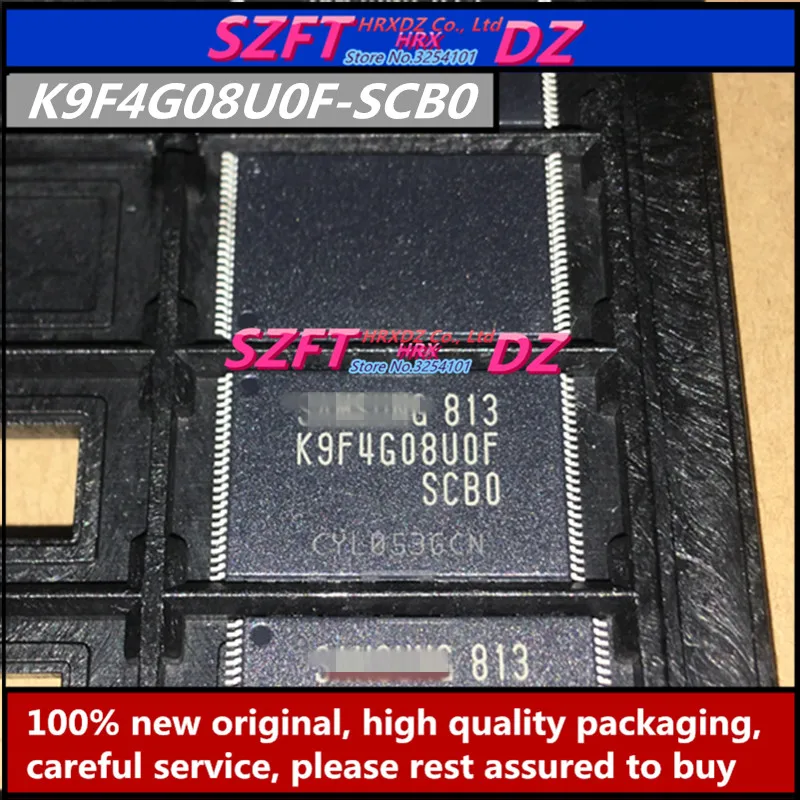 SZFT HRXDZ Co., Ltd HRX DZ
Store No.3254101
K9F4G08U0F-SCB0
SZFT HRXDZ Co., Ltd HRX DZ
Store No.3254101
813
K9F4G08U0F
SCB0
CYL0536CN
813
100% new original, high quality packaging,
careful service, please rest assured to buy